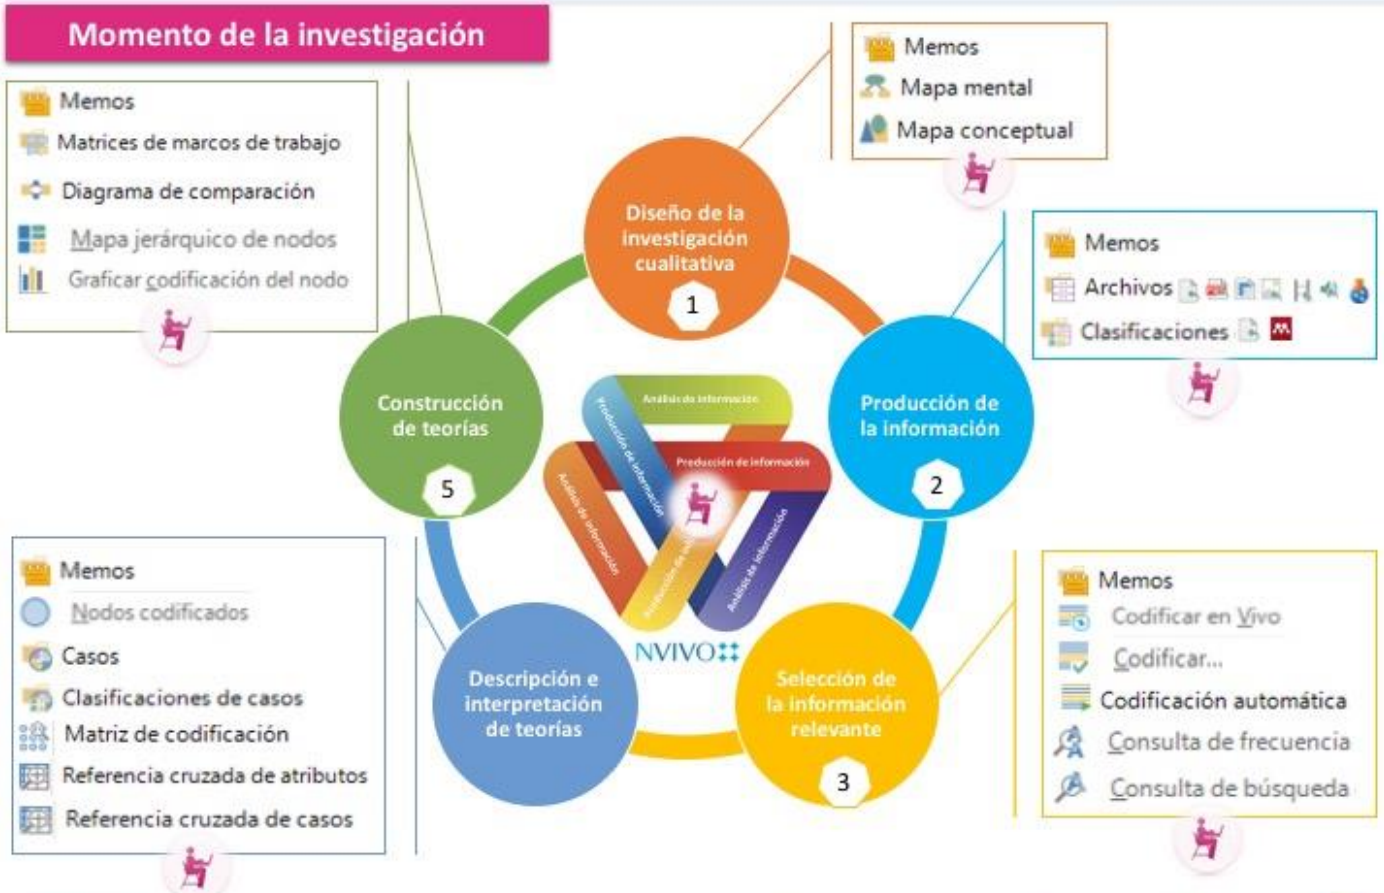 Momento de la investigación
Memos
Matrices de marcos de trabajo
Diagrama de comparación
Mapa jerárquico de nodos
Graficar codificación del nodo
Memos
Mapa mental
Mapa conceptual
Diseño de la
investigación
cualitativa
1
Memos
Archivos
Clasificaciones
Construcción
de teorías
5
Producción de
la información
2
Análisis de información
Producción de información
Producción de información
Análisis de información
Análisis de información
Producción de
NVIVO
Memos
Nodos codificados
Casos
Clasificaciones de casos
Matriz de codificación
Referencia cruzada de atributos
Referencia cruzada de casos
Descripción e
interpretación
de teorías
Selección de
la información
relevante
3
Memos
Codificar en Vivo
Codificar...
Codificación automática
Consulta de frecuencia
Consulta de búsqueda